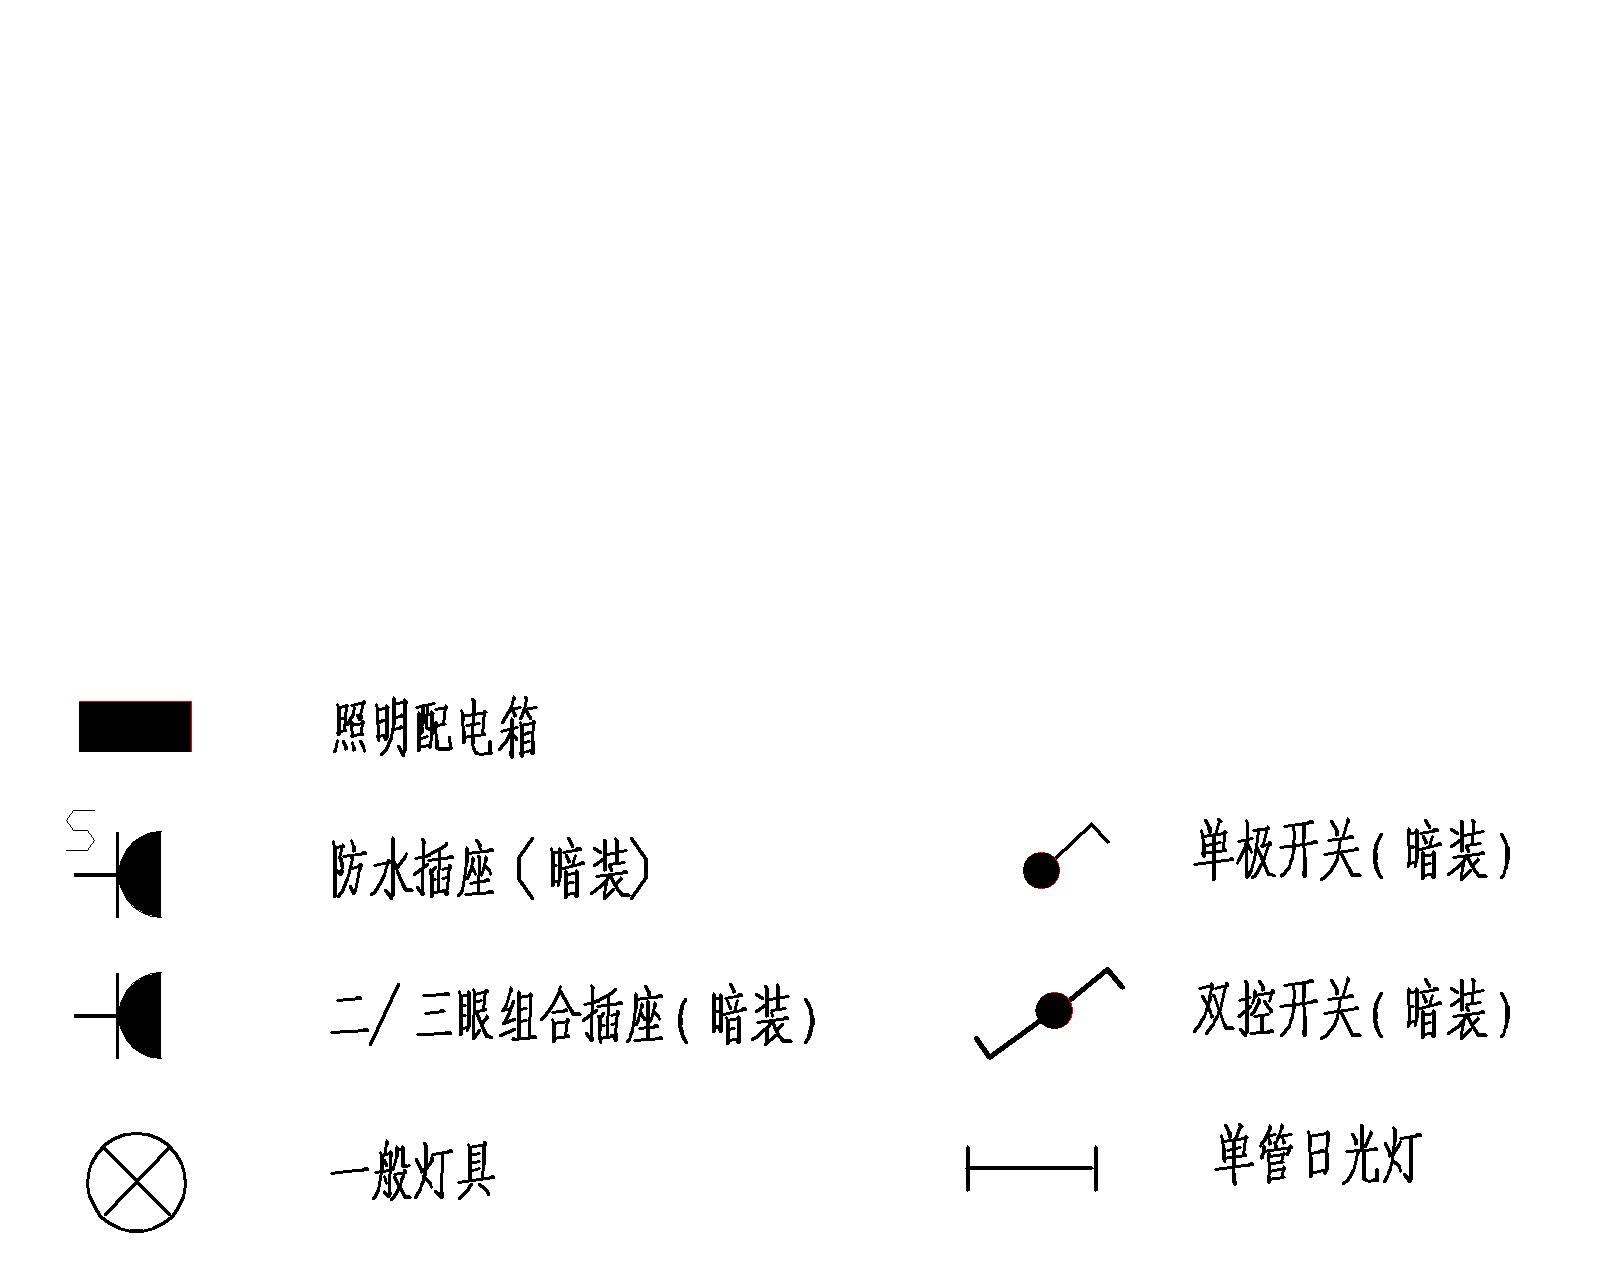 照明配电箱
S
防水插座(暗装)
单极开关(暗装)
二/三眼组合插座(暗装)
双控开关(暗装)
一般灯具
单管日光灯